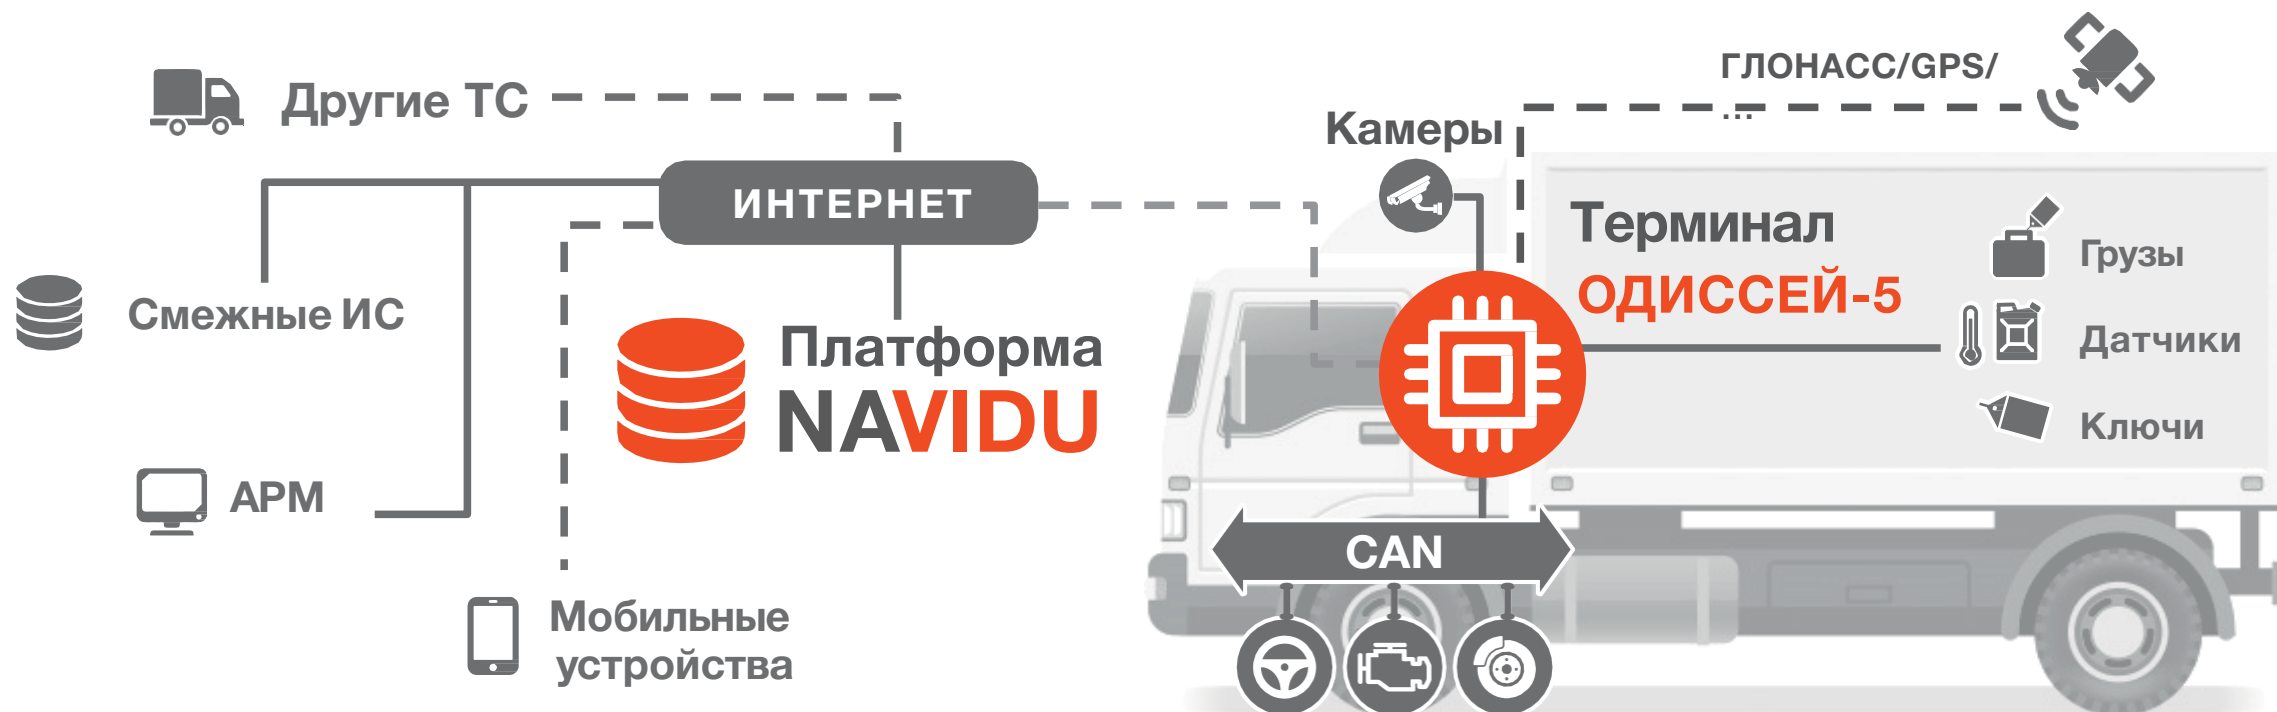 ГЛОНАСС/GPS/
...
Другие ТС
Камеры
ИНТЕРНЕТ
Терминал
ОДИССЕЙ-5
Грузы
Смежные ИС
Платформа
NAVIDU
Датчики
Ключи
АРМ
CAN
Мобильные
устройства